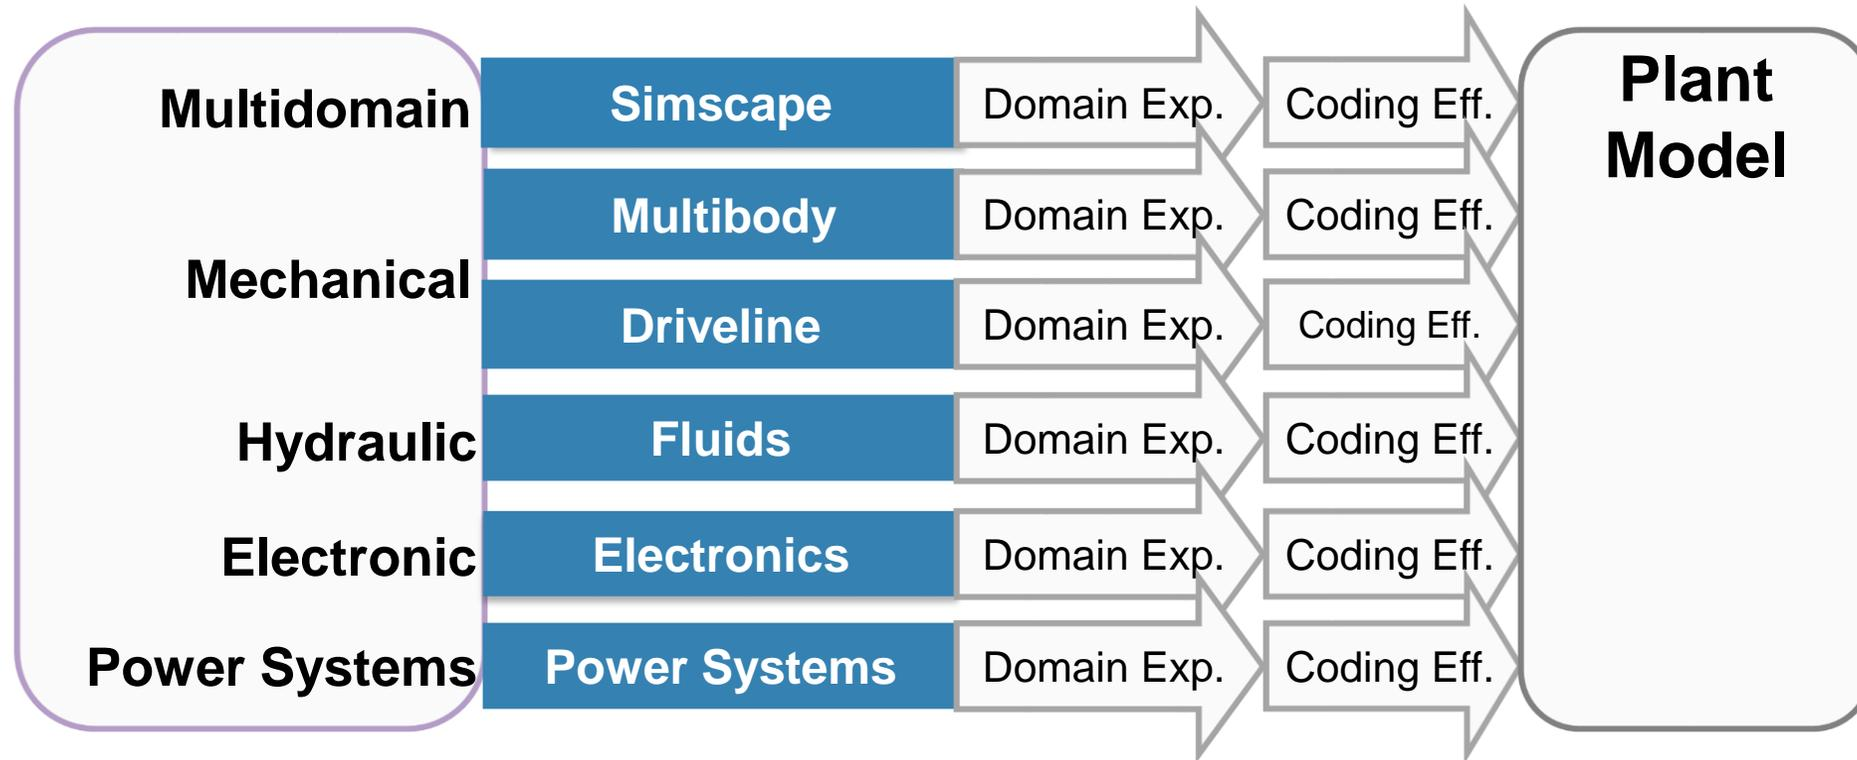 Multidomain
Simscape
Domain Exp.
Coding Eff.
Plant
Model
Mechanical
Multibody
Domain Exp.
Coding Eff.
Driveline
Domain Exp.
Coding Eff.
Hydraulic
Fluids
Domain Exp.
Coding Eff.
Electronic
Electronics
Domain Exp.
Coding Eff.
Power Systems
Power Systems
Domain Exp.
Coding Eff.